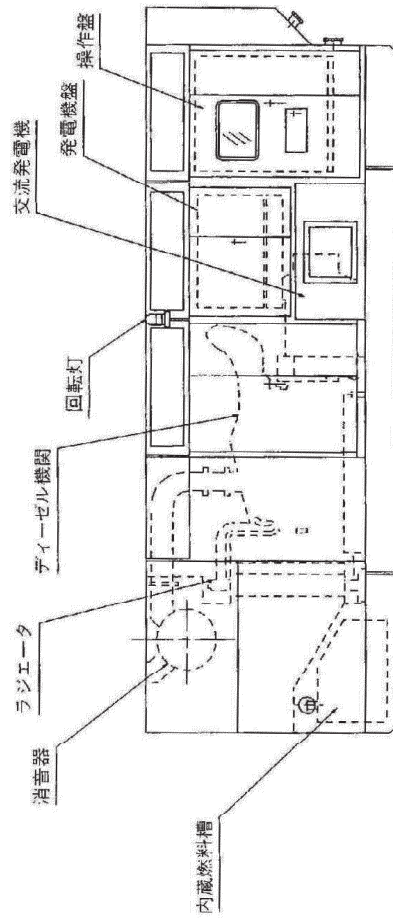 内蔵燃料槽
消音器
ラジエータ
ディーゼル機関
回転灯
交流発電機
発電機盤
操作盤